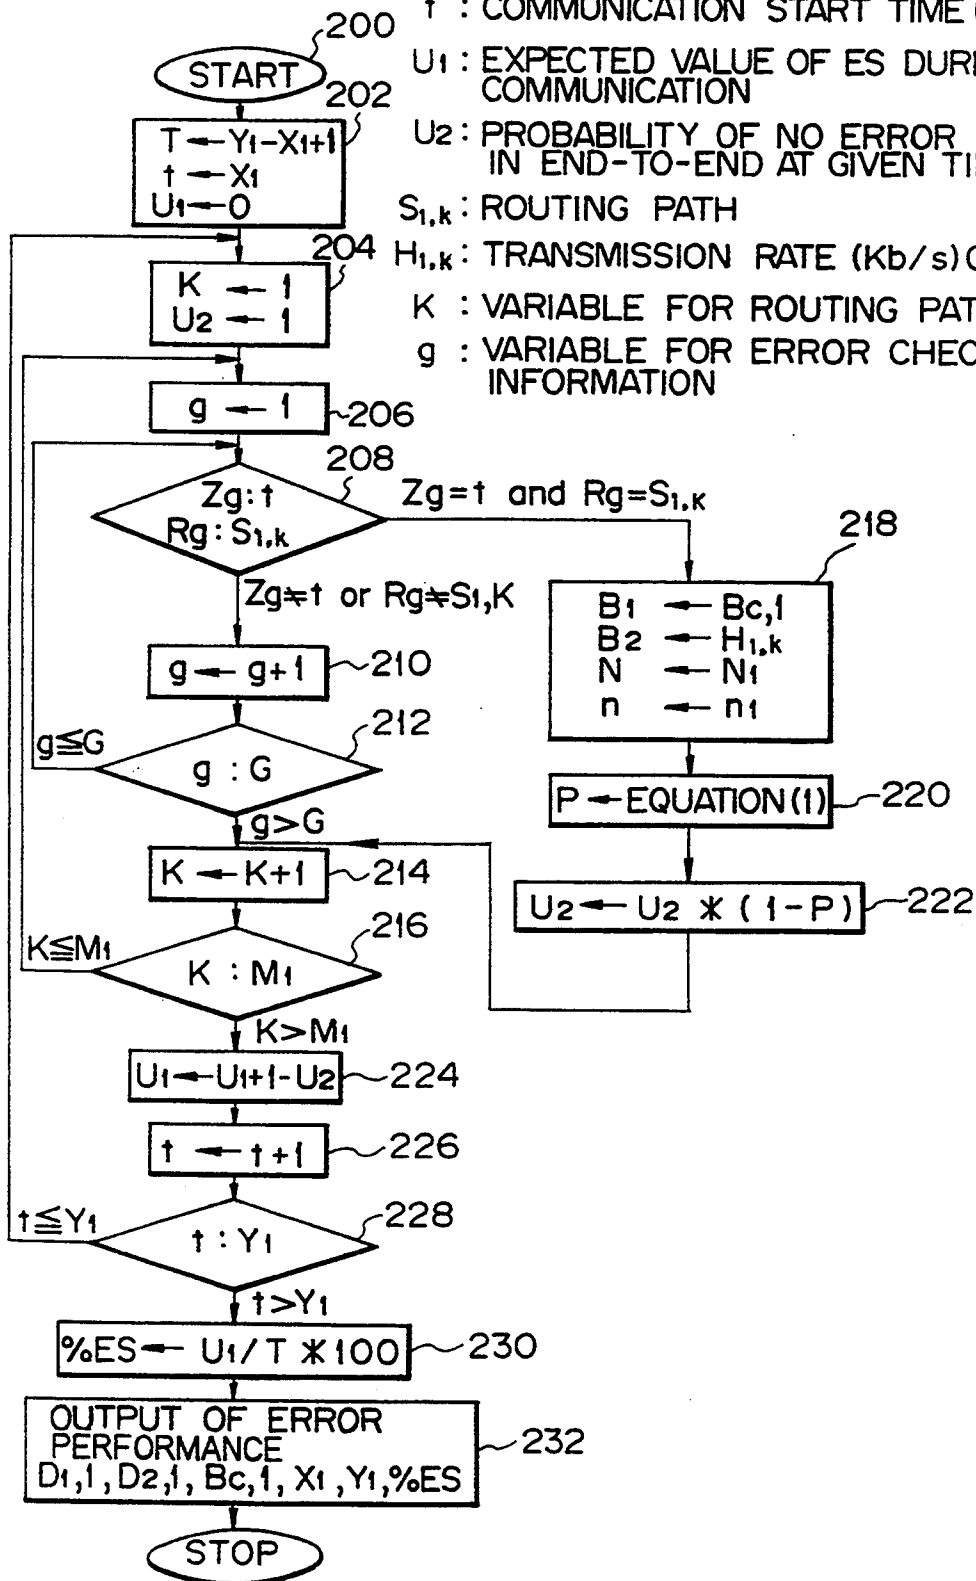 t : COMMUNICATION START TIME
U1 : EXPECTED VALUE OF ES
COMMUNICATION
U2 : PROBABILITY OF NO ERROR
IN END-TO-END AT GIVEN
S1,k : ROUTING PATH
H1,k : TRANSMISSION RATE (Kb/s)
K : VARIABLE FOR ROUTING
g : VARIABLE FOR ERROR
INFORMATION
200
START
202
T ← Y1-X1+1
t ← X1
U1 ← 0
204
K ← 1
U2 ← 1
g ← 1
206
208
Zg : t
Rg : S1,k
Zg=t and Rg=S1,k
Zg≠t or Rg≠S1,K
218
B1 ← Bc,1
B2 ← H1,k
N ← N1
n ← n1
g ← g+1
210
212
g≦G
g : G
g>G
P ← EQUATION(1)
220
K ← K+1
214
U2 ← U2 * (1-P)
222
216
K≦M1
K : M1
K>M1
U1 ← U1+1-U2
224
t ← t+1
226
228
t≦Y1
t : Y1
t>Y1
%ES ← U1/T *100
230
OUTPUT OF ERROR
PERFORMANCE
D1,1, D2,1, Bc,1, X1, Y1, %ES
232
STOP